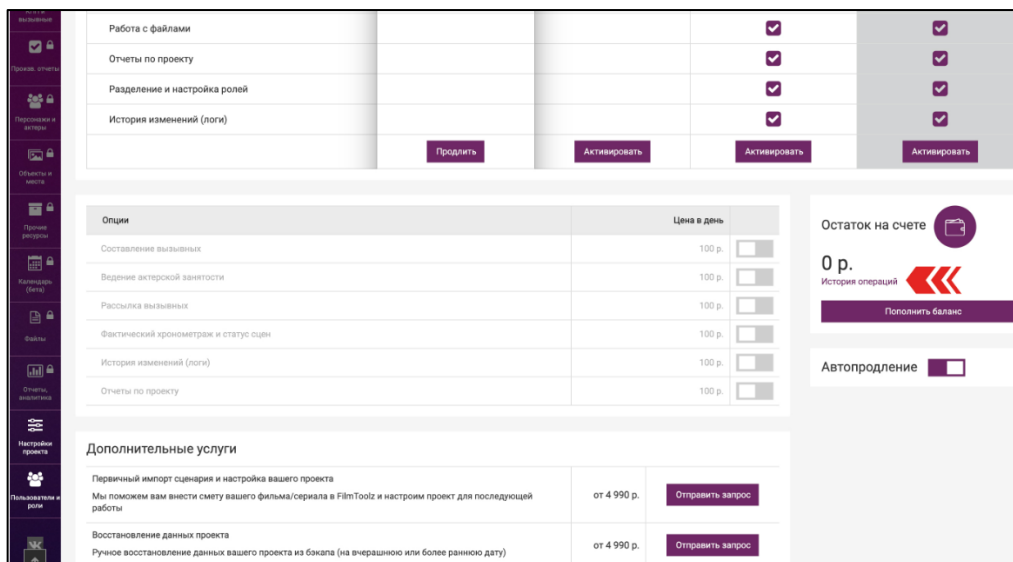 вызывные
Произв. отчеты
Персонажи и
актеры
Объекты и
места
Прочие
ресурсы
Календарь
(бета)
Файлы
Отчеты,
аналитика
Настройки
проекта
Пользователи и
роли
Работа с файлами
Отчеты по проекту
Разделение и настройка ролей
История изменений (логи)
Продлить
Активировать
Активировать
Активировать
Опции
Цена в день
Составление вызывных
100 р.
Ведение актерской занятости
100 р.
Рассылка вызывных
100 р.
Фактический хронометраж и статус сцен
100 р.
История изменений (логи)
100 р.
Отчеты по проекту
100 р.
Остаток на счете
0 р.
История операций
Пополнить баланс
Автопродление
Дополнительные услуги
Первичный импорт сценария и настройка вашего проекта
Мы поможем вам внести смету вашего фильма/сериала в FilmToolz и настроим проект для последующей
работы
от 4 990 р.
Отправить запрос
Восстановление данных проекта
Ручное восстановление данных вашего проекта из бэкапа (на вчерашнюю или более раннюю дату)
от 4 990 р.
Отправить запрос